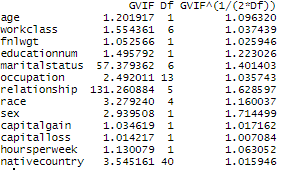 GVIF Df GVIF^(1/(2*Df))
age 1.201917 1 1.096320
workclass 1.554361 6 1.037439
fnlwgt 1.052566 1 1.025946
educationnum 1.495792 1 1.223026
maritalstatus 57.379362 6 1.401403
occupation 2.492011 13 1.035743
relationship 131.260884 5 1.628597
race 3.279240 4 1.160037
sex 2.939508 1 1.714499
capitalgain 1.034619 1 1.017162
capitalloss 1.014217 1 1.007084
hoursperweek 1.130079 1 1.063052
nativecountry 3.545161 40 1.015946